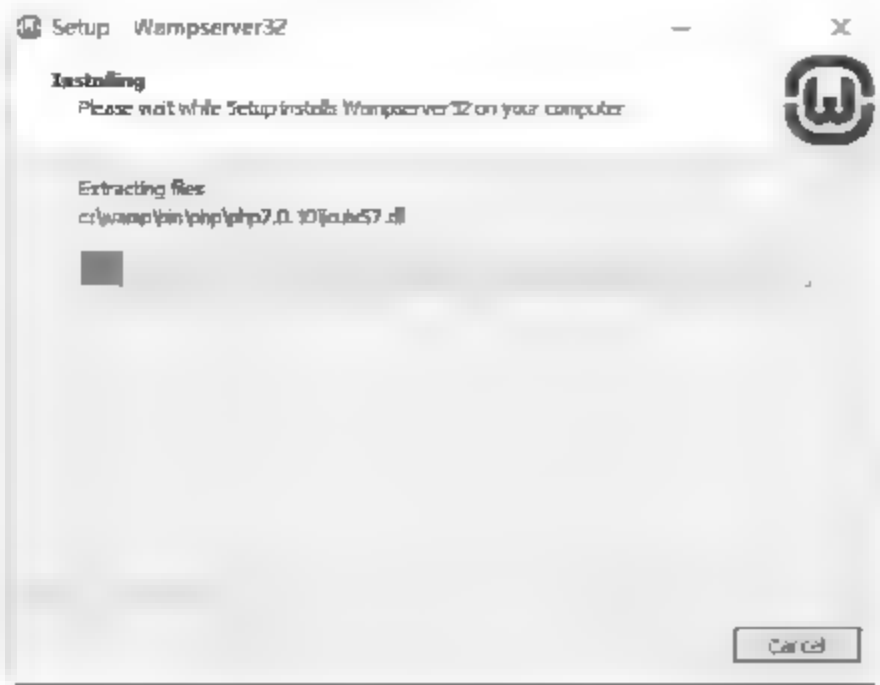 Setup Wampserver32
Installing
Please wait while Setup installs Wampserver32 on your computer
Extracting files
c:\wamp\bin\php\php7.0.10\icudt57.dll
Cancel